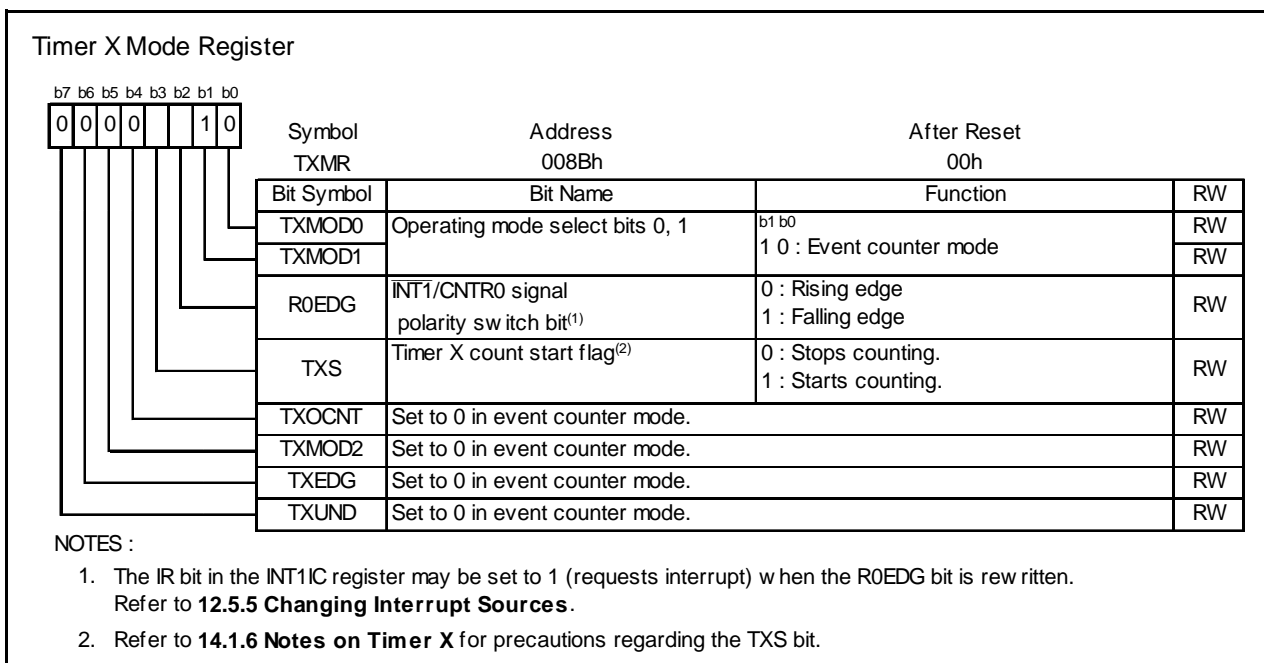 Timer X Mode Register
b7 b6 b5 b4 b3 b2 b1 b0
0 0 0 0 1 0
Symbol Address After Reset
TXMR 008Bh 00h
Bit Symbol Bit Name Function RW
TXMOD0 Operating mode select bits 0, 1 b1 b0 RW
TXMOD1 1 0 : Event counter mode RW
R0EDG INT1/CNTR0 signal 0 : Rising edge RW
polarity switch bit(1) 1 : Falling edge
TXS Timer X count start flag(2) 0 : Stops counting. RW
1 : Starts counting.
TXOCNT Set to 0 in event counter mode. RW
TXMOD2 Set to 0 in event counter mode. RW
TXEDG Set to 0 in event counter mode. RW
TXUND Set to 0 in event counter mode. RW
NOTES :
1. The IR bit in the INT1IC register may be set to 1 (requests interrupt) when the R0EDG bit is rewritten.
Refer to 12.5.5 Changing Interrupt Sources.
2. Refer to 14.1.6 Notes on Timer X for precautions regarding the TXS bit.